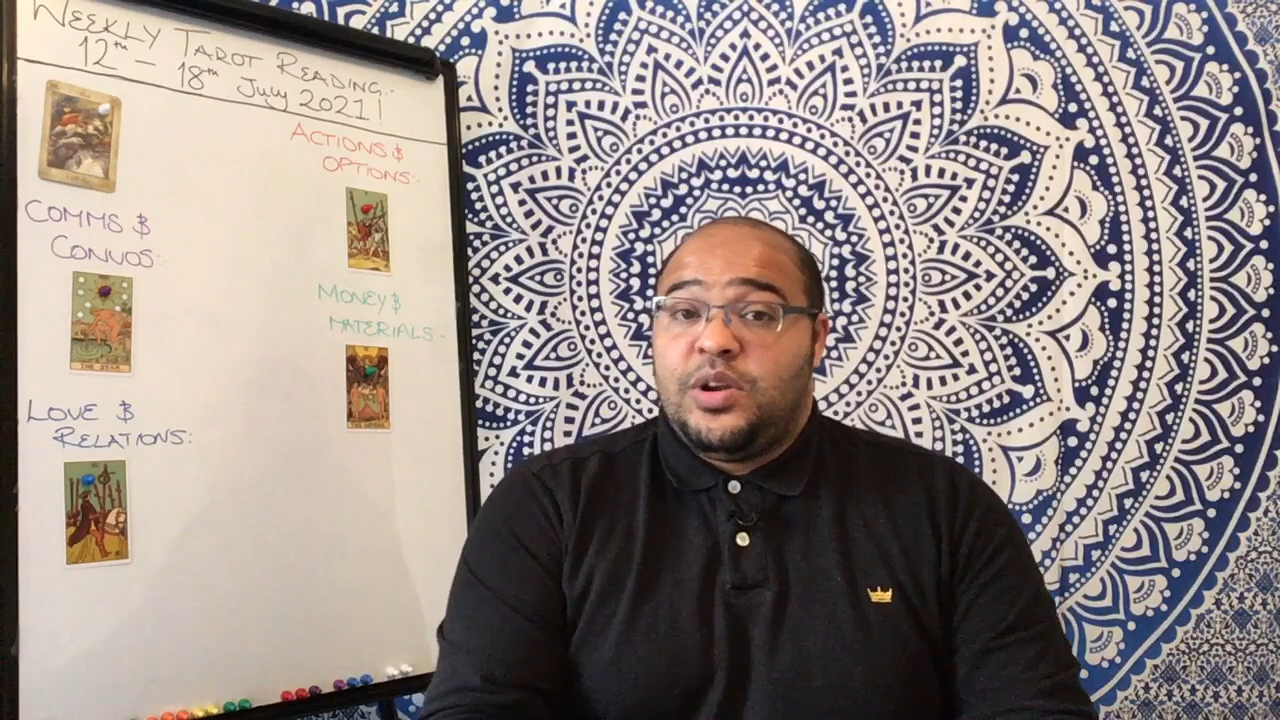 WEEKLY TAROT READING:-
12TH - 18TH JULY 2021!
ACTIONS &
OPTIONS:-
COMMS &
CONVOS:-
MONEY &
MATERIALS:-
THE STAR
LOVE &
RELATIONS: